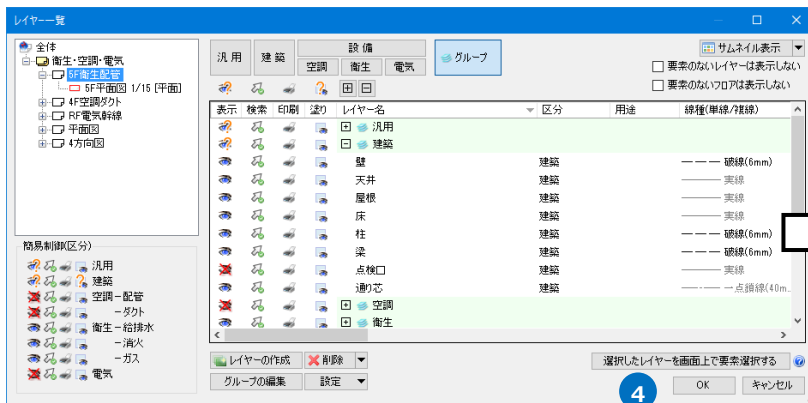 レイヤー一覧
全体
衛生・空調・電気
5F衛生配管
5F平面図 1/15 [平面]
4F空調ダクト
RF電気幹線
平面図
4方向図
汎用
建築
設備
空調
衛生
電気
グループ
サムネイル表示
要素のないレイヤーは表示しない
要素のないフロアは表示しない
表示 検索 印刷 塗り レイヤー名 区分 用途 線種(単線/複線)
汎用
建築
壁 建築 破線(6mm)
天井 建築 実線
屋根 建築 実線
床 建築 実線
柱 建築 破線(6mm)
梁 建築 破線(6mm)
点検口 建築 実線
通り芯 建築 一点鎖線(40m...
空調
衛生
簡易制御(区分)
汎用
建築
空調-配管
-ダクト
衛生-給排水
-消火
-ガス
電気
レイヤーの作成 削除
グループの編集 設定
選択したレイヤーを画面上で要素選択する
4
OK キャンセル